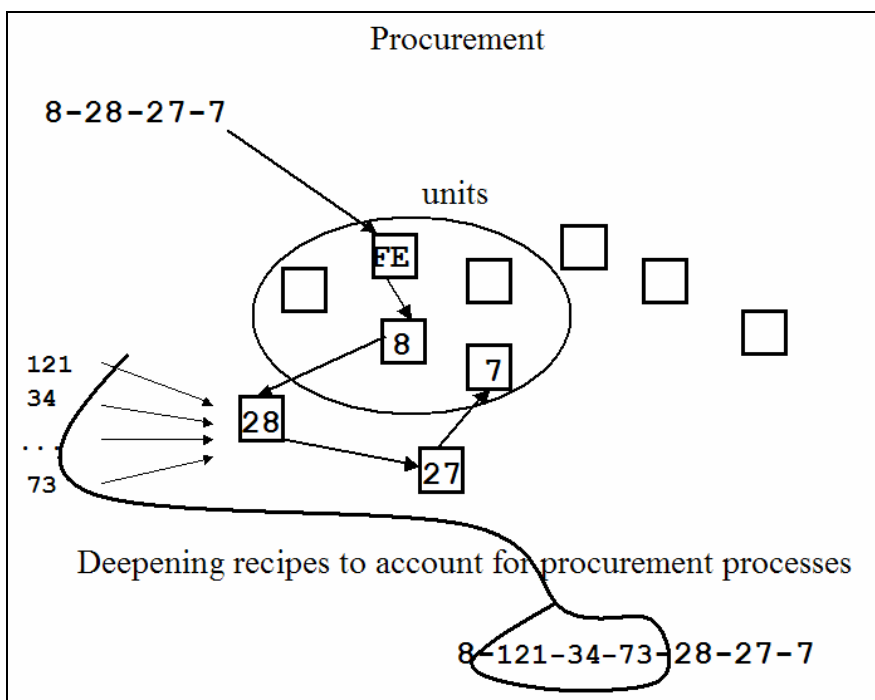 Procurement
8-28-27-7
units
FE
8
7
121
34
...
73
28
27
Deepening recipes to account for procurement processes
8-121-34-73-28-27-7